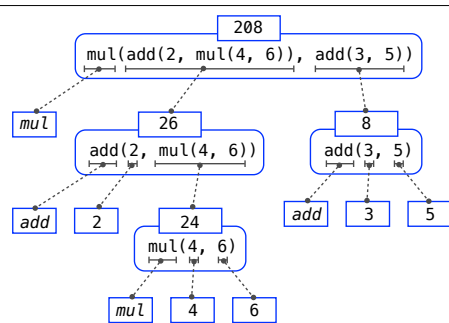 208
mul(add(2, mul(4, 6)), add(3, 5))
mul
26
8
add(2, mul(4, 6))
add(3, 5)
add
2
24
add
3
5
mul(4, 6)
mul
4
6